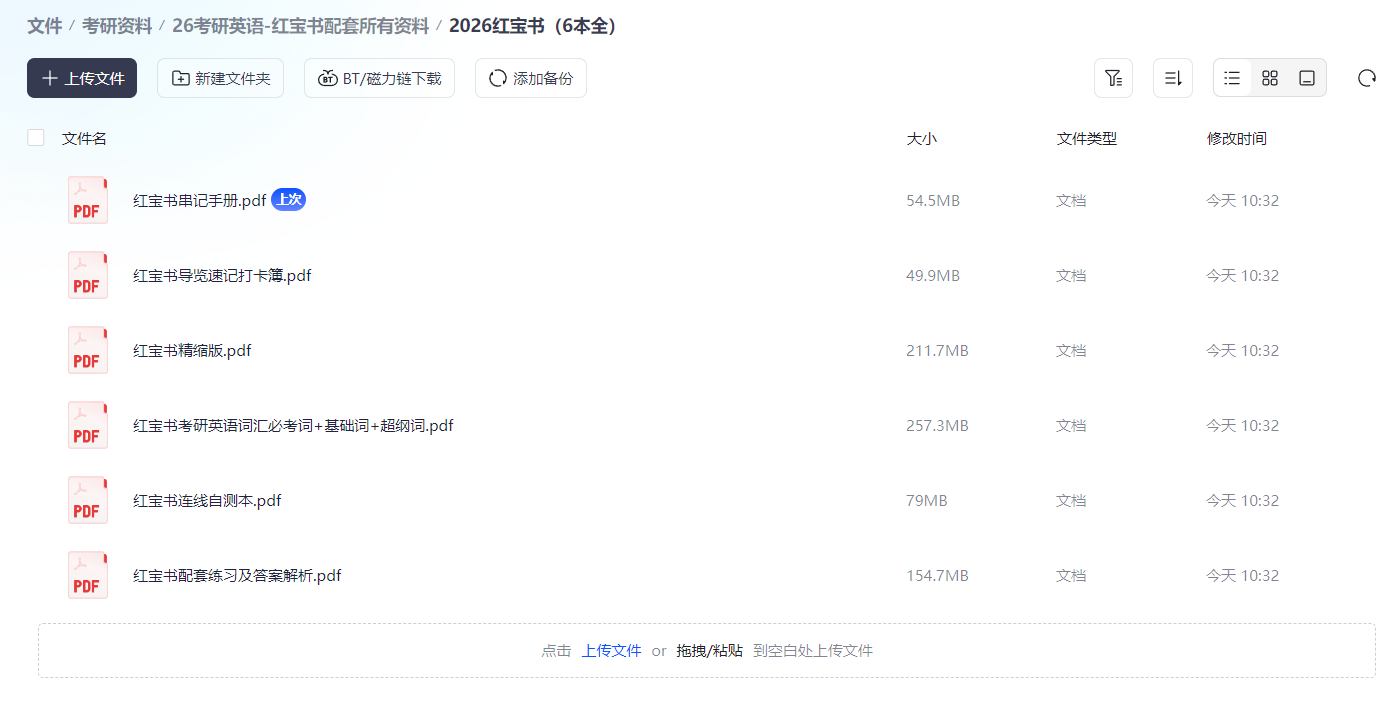 文件 / 考研资料 / 26考研英语-红宝书配套所有资料 / 2026红宝书（6本全）
上传文件 新建文件夹 BT BT/磁力链下载 添加备份
文件名 大小 文件类型 修改时间
PDF 红宝书串记手册.pdf 上次 54.5MB 文档 今天 10:32
PDF 红宝书导览速记打卡簿.pdf 49.9MB 文档 今天 10:32
PDF 红宝书精缩版.pdf 211.7MB 文档 今天 10:32
PDF 红宝书考研英语词汇必考词+基础词+超纲词.pdf 257.3MB 文档 今天 10:32
PDF 红宝书连线自测本.pdf 79MB 文档 今天 10:32
PDF 红宝书配套练习及答案解析.pdf 154.7MB 文档 今天 10:32
点击 上传文件 or 拖拽/粘贴 到空白处上传文件